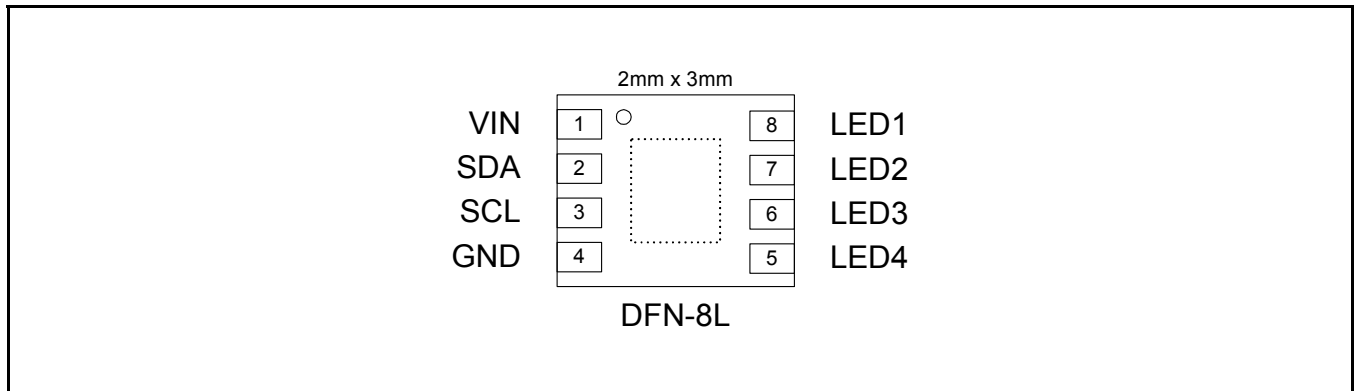 2mm x 3mm
VIN 1 8 LED1
SDA 2 7 LED2
SCL 3 6 LED3
GND 4 5 LED4
DFN-8L